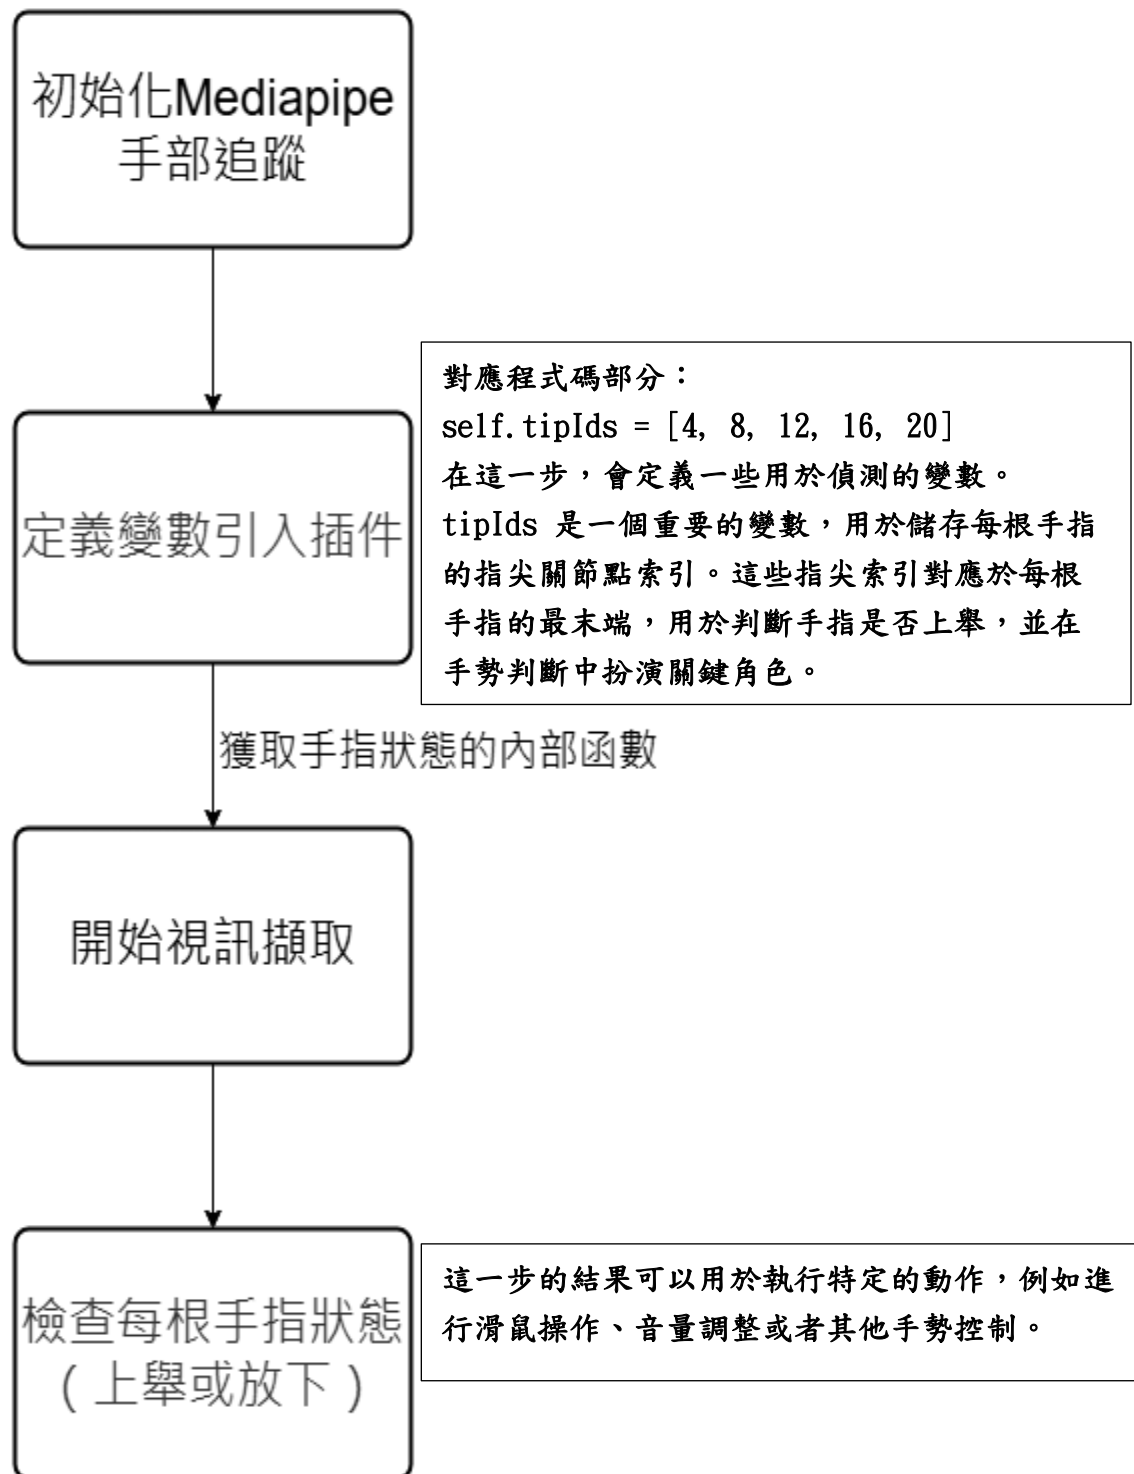 初始化Mediapipe
手部追蹤
定義變數引入插件
對應程式碼部分：
self.tipIds = [4, 8, 12, 16, 20]
在這一步，會定義一些用於偵測的變數。
tipIds 是一個重要的變數，用於儲存每根手指
的指尖關節點索引。這些指尖索引對應於每根
手指的最末端，用於判斷手指是否上舉，並在
手勢判斷中扮演關鍵角色。
獲取手指狀態的內部函數
開始視訊擷取
檢查每根手指狀態
(上舉或放下)
這一步的結果可以用於執行特定的動作，例如進
行滑鼠操作、音量調整或者其他手勢控制。